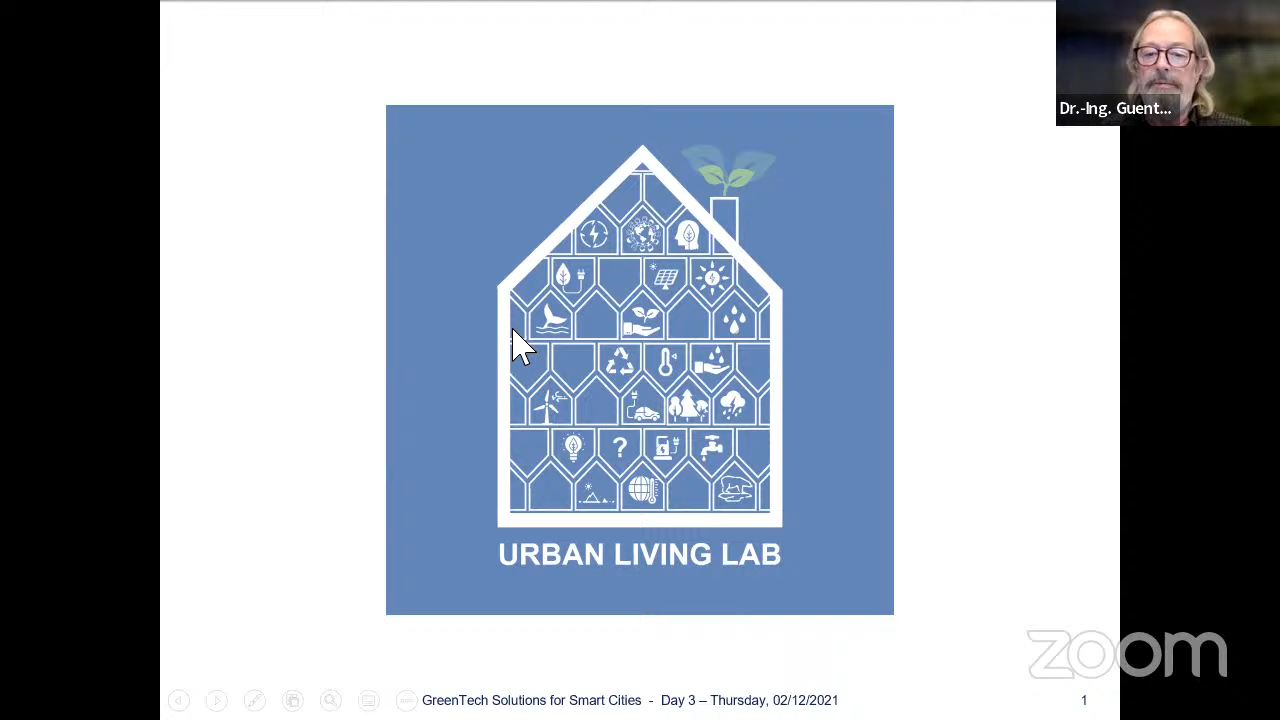 Dr.-Ing. Guent...
?
URBAN LIVING LAB
zoom
GreenTech Solutions for Smart Cities - Day 3 – Thursday, 02/12/2021
1